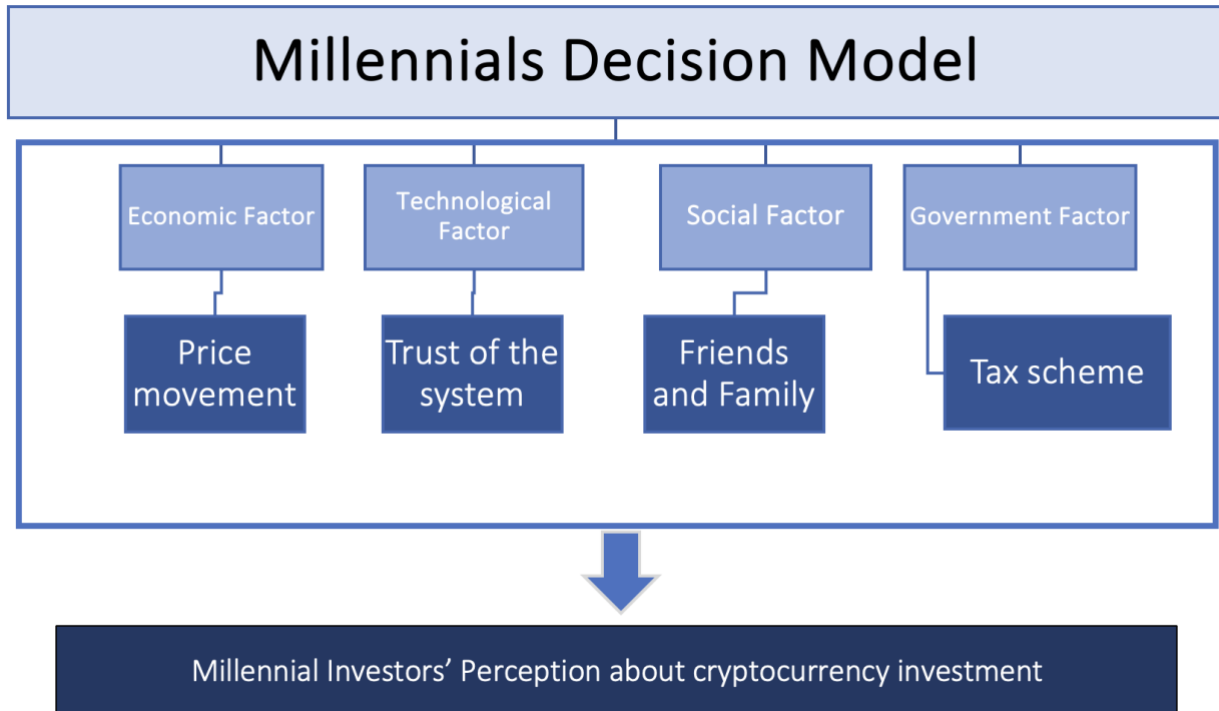 Millennials Decision Model
Economic Factor
Technological
Factor
Social Factor
Government Factor
Price
movement
Trust of the
system
Friends
and Family
Tax scheme
Millennial Investors’ Perception about cryptocurrency investment